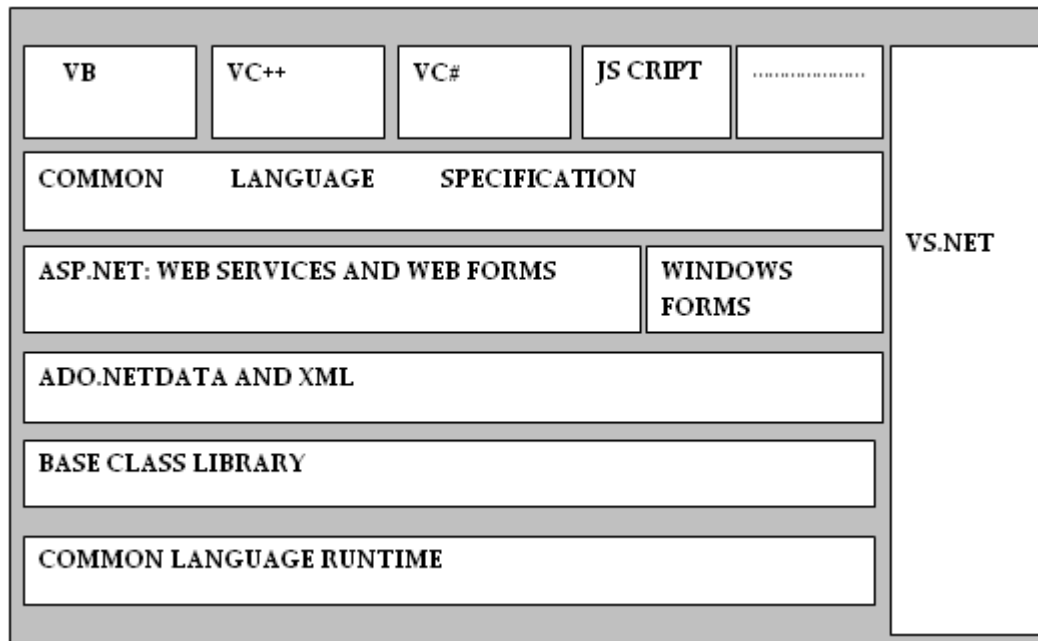 VB
VC++
VC#
JS CRIPT
.....................
COMMON LANGUAGE SPECIFICATION
VS.NET
ASP.NET: WEB SERVICES AND WEB FORMS
WINDOWS
FORMS
ADO.NETDATA AND XML
BASE CLASS LIBRARY
COMMON LANGUAGE RUNTIME